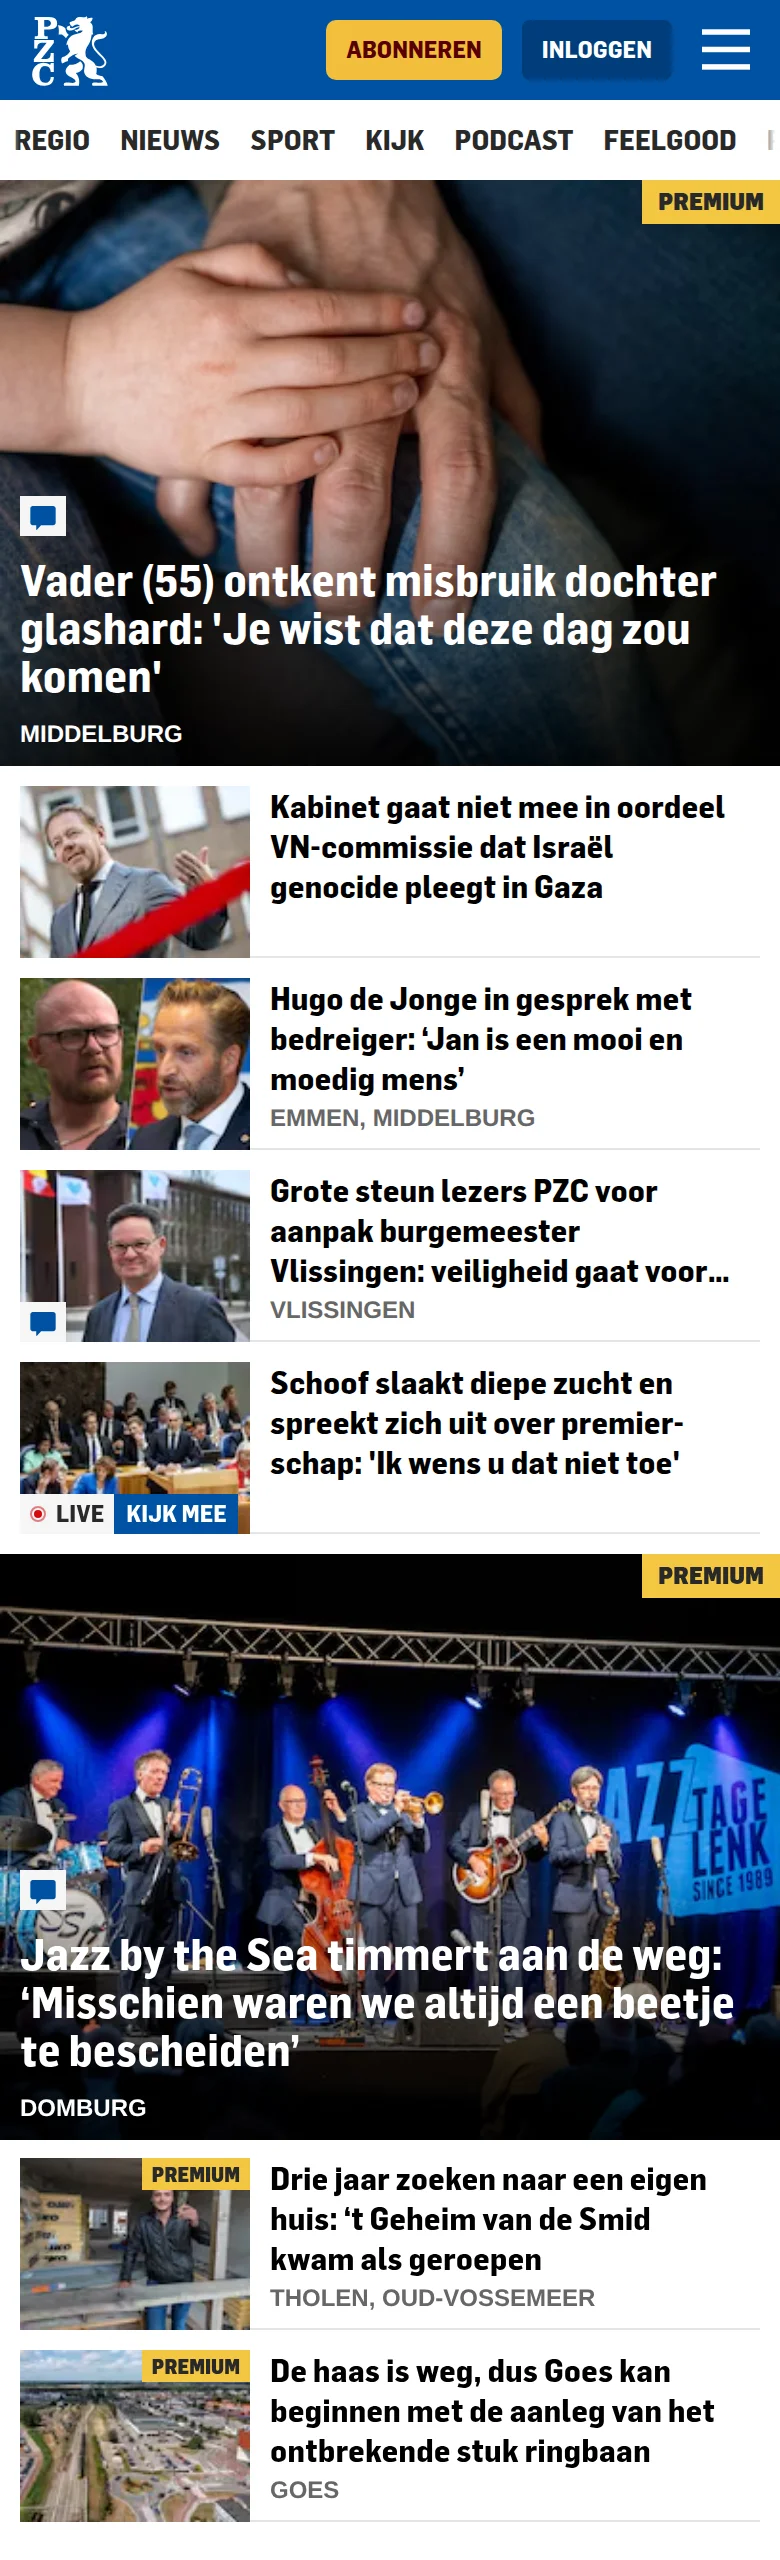 PZC
ABONNEREN
INLOGGEN
REGIO NIEUWS SPORT KIJK PODCAST FEELGOOD
PREMIUM
Vader (55) ontkent misbruik dochter
glashard: 'Je wist dat deze dag zou
komen'
MIDDELBURG
Kabinet gaat niet mee in oordeel
VN-commissie dat Israël
genocide pleegt in Gaza
Hugo de Jonge in gesprek met
bedreiger: ‘Jan is een mooi en
moedig mens’
EMMEN, MIDDELBURG
Grote steun lezers PZC voor
aanpak burgemeester
Vlissingen: veiligheid gaat voor...
VLISSINGEN
Schoof slaakt diepe zucht en
spreekt zich uit over premier-
schap: 'Ik wens u dat niet toe'
LIVE KIJK MEE
PREMIUM
AZZ TAGE
LENK
SINCE 1989
Jazz by the Sea timmert aan de weg:
‘Misschien waren we altijd een beetje
te bescheiden’
DOMBURG
PREMIUM
Drie jaar zoeken naar een eigen
huis: ‘t Geheim van de Smid
kwam als geroepen
THOLEN, OUD-VOSSEMEER
PREMIUM
De haas is weg, dus Goes kan
beginnen met de aanleg van het
ontbrekende stuk ringbaan
GOES